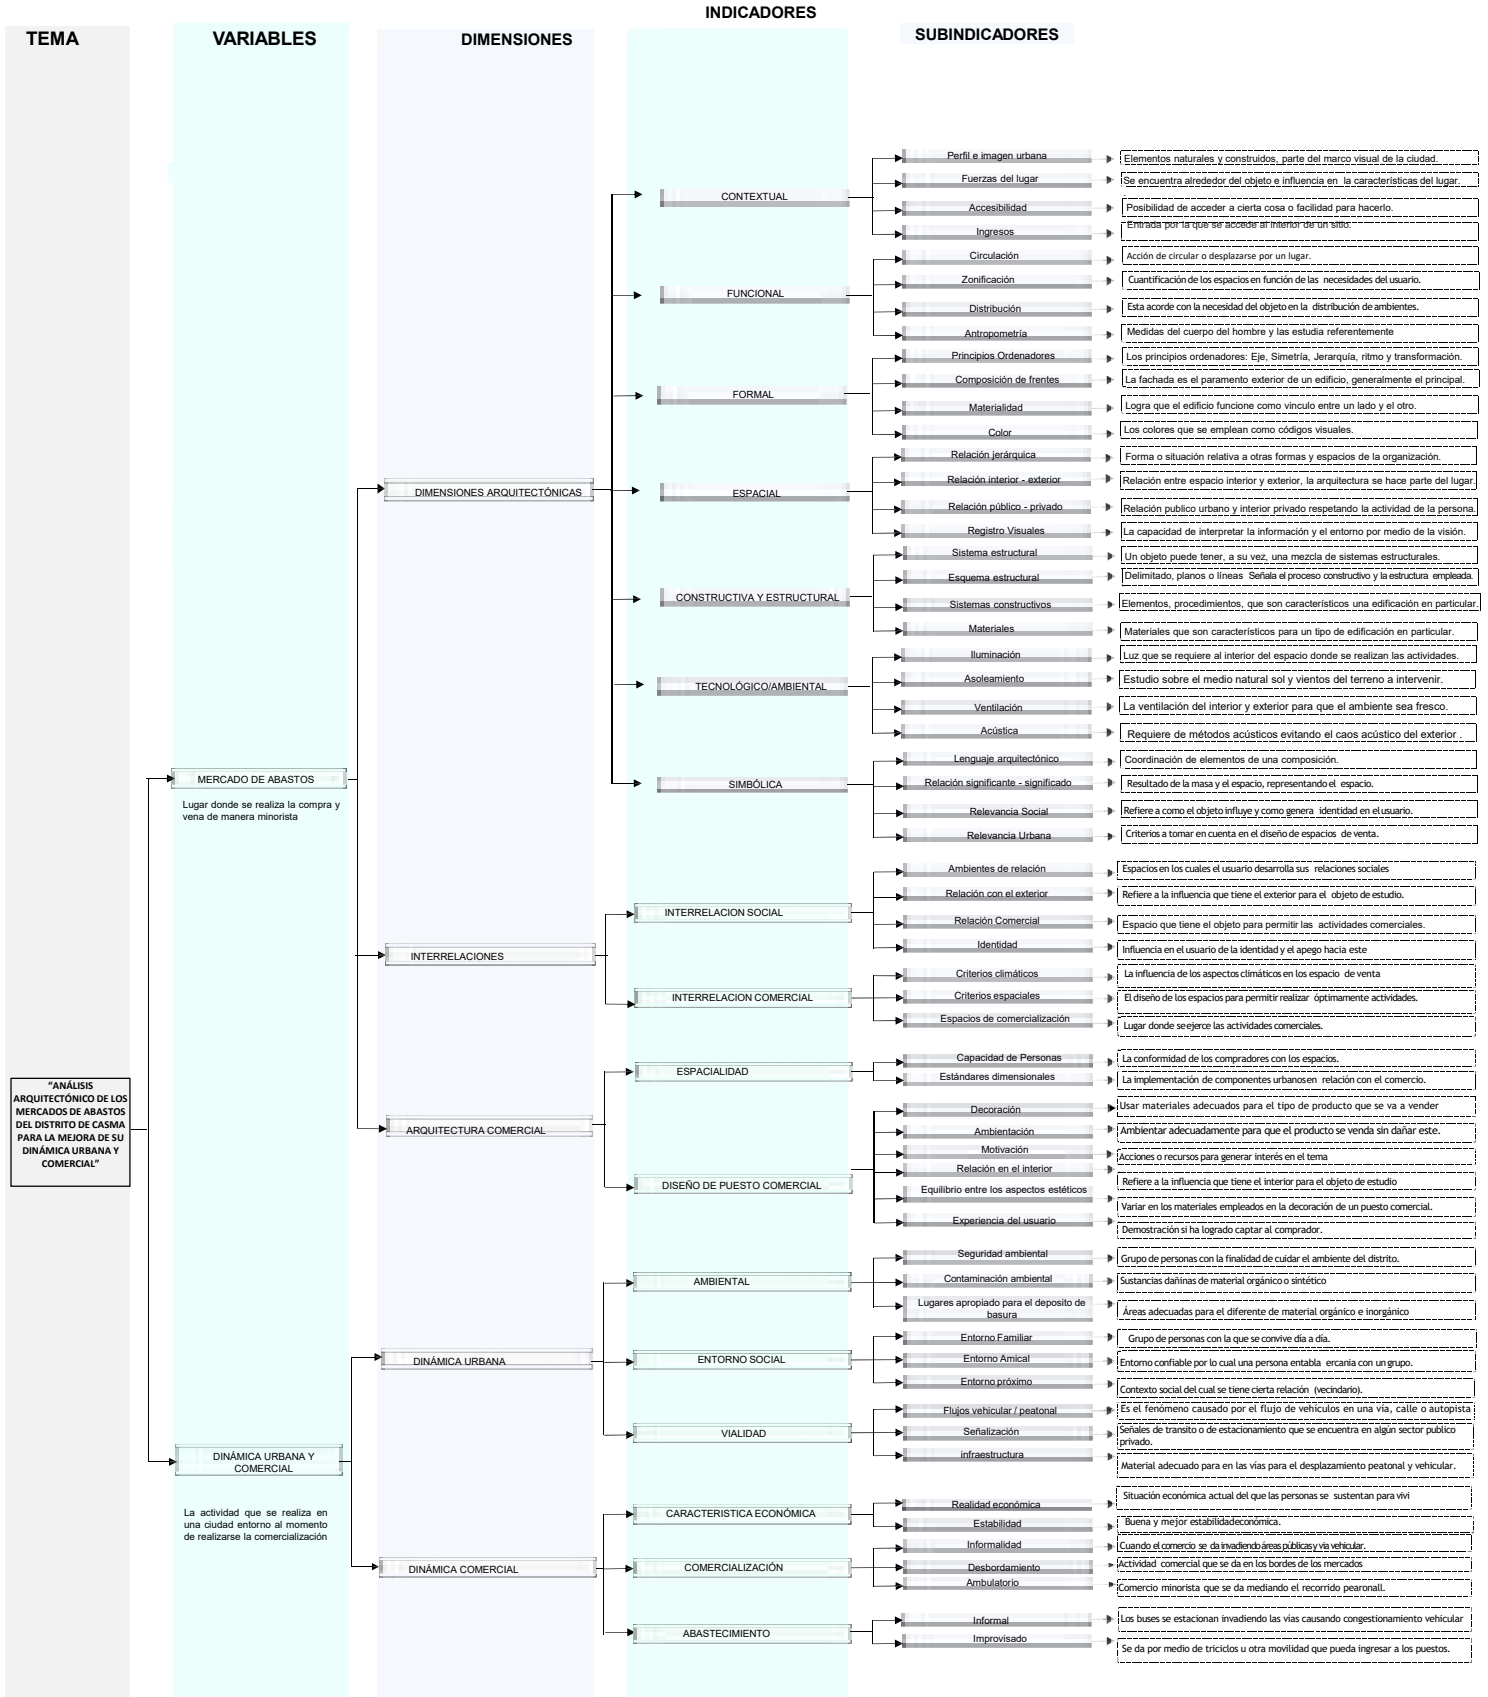 INDICADORES
TEMA
VARIABLES
DIMENSIONES
SUBINDICADORES
“ANÁLISIS
ARQUITECTÓNICO DE LOS
MERCADOS DE ABASTOS
DEL DISTRITO DE CASMA
PARA LA MEJORA DE SU
DINÁMICA URBANA Y
COMERCIAL”
MERCADO DE ABASTOS
Lugar donde se realiza la compra y
vena de manera minorista
DIMENSIONES ARQUITECTÓNICAS
CONTEXTUAL
Perfil e imagen urbana
Elementos naturales y construidos, parte del marco visual de la ciudad.
Fuerzas del lugar
Se encuentra alrededor del objeto e influencia en la características del lugar.
.
Accesibilidad
Posibilidad de acceder a cierta cosa o facilidad para hacerlo.
Ingresos
Entrada por la que se accede al interior de un sitio.
FUNCIONAL
Circulación
Acción de circular o desplazarse por un lugar.
Zonificación
Cuantificación de los espacios en función de las necesidades del usuario.
Distribución
Esta acorde con la necesidad del objeto en la distribución de ambientes.
Antropometría
Medidas del cuerpo del hombre y las estudia referentemente
FORMAL
Principios Ordenadores
Los principios ordenadores: Eje, Simetría, Jerarquía, ritmo y transformación.
Composición de frentes
La fachada es el paramento exterior de un edificio, generalmente el principal.
Materialidad
Logra que el edificio funcione como vinculo entre un lado y el otro.
Color
Los colores que se emplean como códigos visuales.
ESPACIAL
Relación jerárquica
Forma o situación relativa a otras formas y espacios de la organización.
Relación interior - exterior
Relación entre espacio interior y exterior, la arquitectura se hace parte del lugar.
Relación público - privado
Relación publico urbano y interior privado respetando la actividad de la persona.
Registro Visuales
La capacidad de interpretar la información y el entorno por medio de la visión.
CONSTRUCTIVA Y ESTRUCTURAL
Sistema estructural
Un objeto puede tener, a su vez, una mezcla de sistemas estructurales.
Esquema estructural
Delimitado, planos o líneas Señala el proceso constructivo y la estructura empleada.
Sistemas constructivos
Elementos, procedimientos, que son característicos una edificación en particular.
Materiales
Materiales que son característicos para un tipo de edificación en particular.
TECNOLÓGICO/AMBIENTAL
Iluminación
Luz que se requiere al interior del espacio donde se realizan las actividades.
Asoleamiento
Estudio sobre el medio natural sol y vientos del terreno a intervenir.
Ventilación
La ventilación del interior y exterior para que el ambiente sea fresco.
Acústica
Requiere de métodos acústicos evitando el caos acústico del exterior .
SIMBÓLICA
Lenguaje arquitectónico
Coordinación de elementos de una composición.
Relación significante - significado
Resultado de la masa y el espacio, representando el espacio.
Relevancia Social
Refiere a como el objeto influye y como genera identidad en el usuario.
Relevancia Urbana
Criterios a tomar en cuenta en el diseño de espacios de venta.
INTERRELACIONES
INTERRELACION SOCIAL
Ambientes de relación
Espacios en los cuales el usuario desarrolla sus relaciones sociales
Relación con el exterior
Refiere a la influencia que tiene el exterior para el objeto de estudio.
Relación Comercial
Espacio que tiene el objeto para permitir las actividades comerciales.
Identidad
Influencia en el usuario de la identidad y el apego hacia este
INTERRELACION COMERCIAL
Criterios climáticos
La influencia de los aspectos climáticos en los espacio de venta
Criterios espaciales
El diseño de los espacios para permitir realizar óptimamente actividades.
Espacios de comercialización
Lugar donde se ejerce las actividades comerciales.
ARQUITECTURA COMERCIAL
ESPACIALIDAD
Capacidad de Personas
La conformidad de los compradores con los espacios.
Estándares dimensionales
La implementación de componentes urbanos en relación con el comercio.
DISEÑO DE PUESTO COMERCIAL
Decoración
Usar materiales adecuados para el tipo de producto que se va a vender
Ambientación
Ambientar adecuadamente para que el producto se venda sin dañar este.
Motivación
Acciones o recursos para generar interés en el tema
Relación en el interior
Refiere a la influencia que tiene el interior para el objeto de estudio
Equilibrio entre los aspectos estéticos
Variar en los materiales empleados en la decoración de un puesto comercial.
Experiencia del usuario
Demostración si ha logrado captar al comprador.
DINÁMICA URBANA Y
COMERCIAL
La actividad que se realiza en
una ciudad entorno al momento
de realizarse la comercialización
DINÁMICA URBANA
AMBIENTAL
Seguridad ambiental
Grupo de personas con la finalidad de cuidar el ambiente del distrito.
Contaminación ambiental
Sustancias dañinas de material orgánico o sintético
Lugares apropiado para el deposito de
basura
Áreas adecuadas para el diferente de material orgánico e inorgánico
ENTORNO SOCIAL
Entorno Familiar
Grupo de personas con la que se convive día a día.
Entorno Amical
Entorno confiable por lo cual una persona entabla ercanía con un grupo.
Entorno próximo
Contexto social del cual se tiene cierta relación (vecindario).
VIALIDAD
Flujos vehicular / peatonal
Es el fenómeno causado por el flujo de vehículos en una vía, calle o autopista
Señalización
Señales de transito o de estacionamiento que se encuentra en algún sector publico
privado.
infraestructura
Material adecuado para en las vías para el desplazamiento peatonal y vehicular.
DINÁMICA COMERCIAL
CARACTERISTICA ECONÓMICA
Realidad económica
Situación económica actual del que las personas se sustentan para vivi
Estabilidad
Buena y mejor estabilidad económica.
COMERCIALIZACIÓN
Informalidad
Cuando el comercio se da invadiendo áreas públicas y vía vehicular.
Desbordamiento
Actividad comercial que se da en los bordes de los mercados
Ambulatorio
Comercio minorista que se da mediando el recorrido pearonall.
ABASTECIMIENTO
Informal
Los buses se estacionan invadiendo las vías causando congestionamiento vehicular
Improvisado
Se da por medio de triciclos u otra movilidad que pueda ingresar a los puestos.